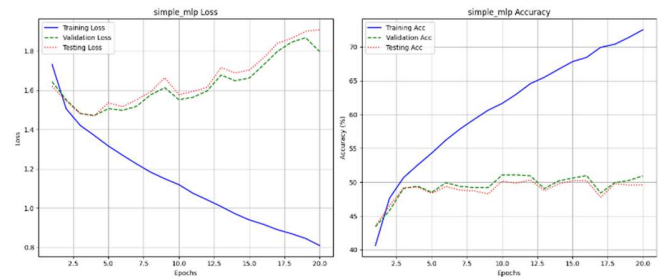 simple_mlp Loss
Training Loss
Validation Loss
Testing Loss
1.8
1.6
1.4
1.2
1.0
0.8
Loss
2.5 5.0 7.5 10.0 12.5 15.0 17.5 20.0
Epochs
simple_mlp Accuracy
Training Acc
Validation Acc
Testing Acc
70
65
60
55
50
45
40
Accuracy (%)
2.5 5.0 7.5 10.0 12.5 15.0 17.5 20.0
Epochs